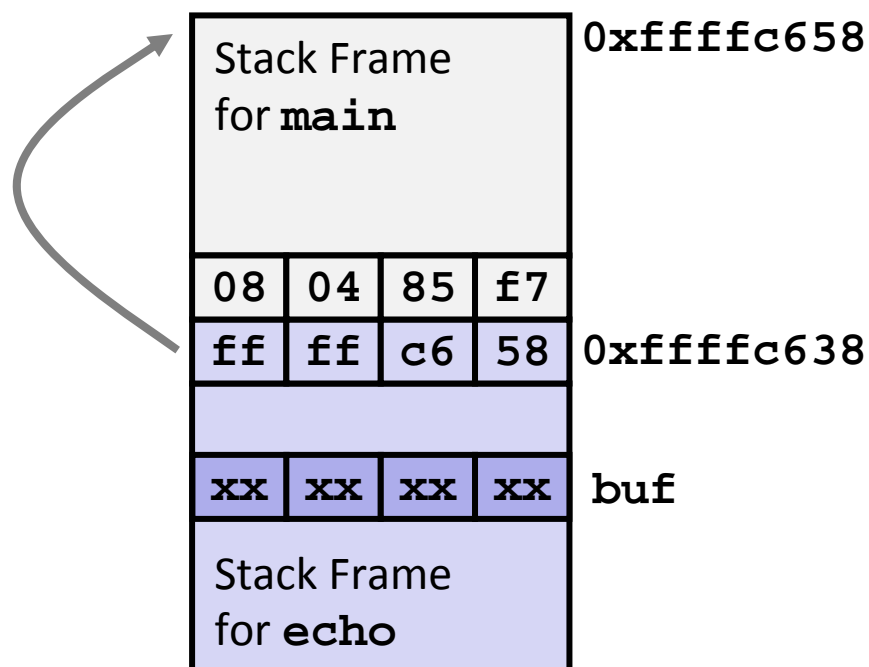 Stack Frame 0xffffc658
for main
08 04 85 f7
ff ff c6 58 0xffffc638
xx xx xx xx buf
Stack Frame
for echo